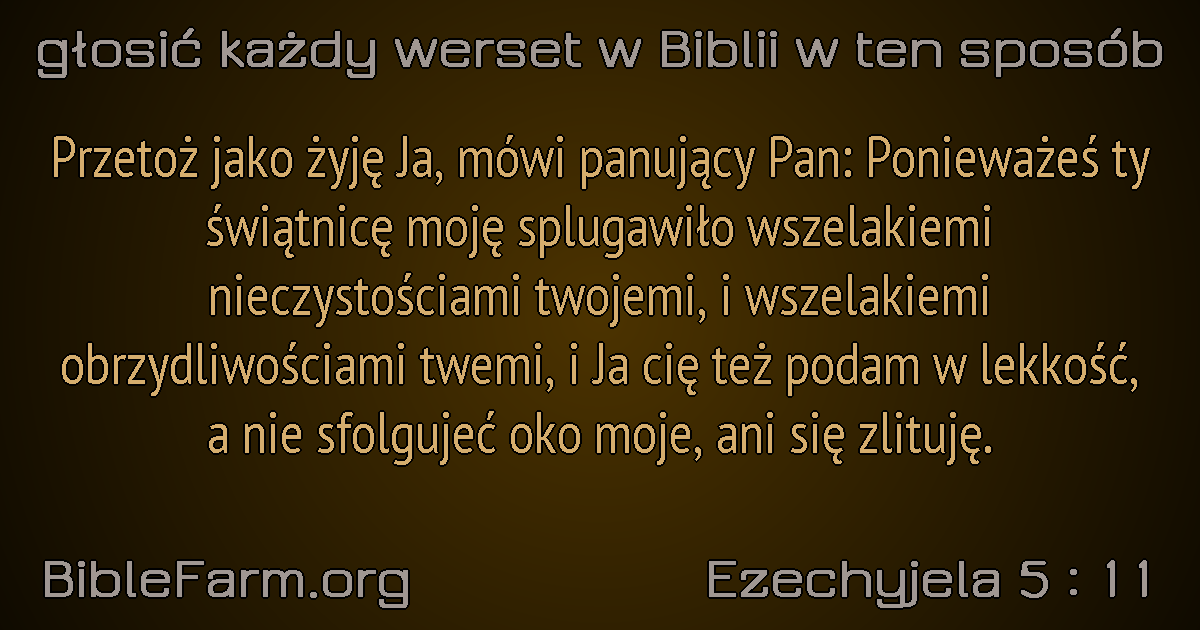 głosić każdy werset w Biblii w ten sposób
Przetoż jako żyję Ja, mówi panujący Pan: Ponieważeś ty
świątnicę moję splugawiło wszelakiemi
nieczystościami twojemi, i wszelakiemi
obrzydliwościami twemi, i Ja cię też podam w lekkość,
a nie sfolgujeć oko moje, ani się zlituję.
BibleFarm.org
Ezechyjela 5 : 11